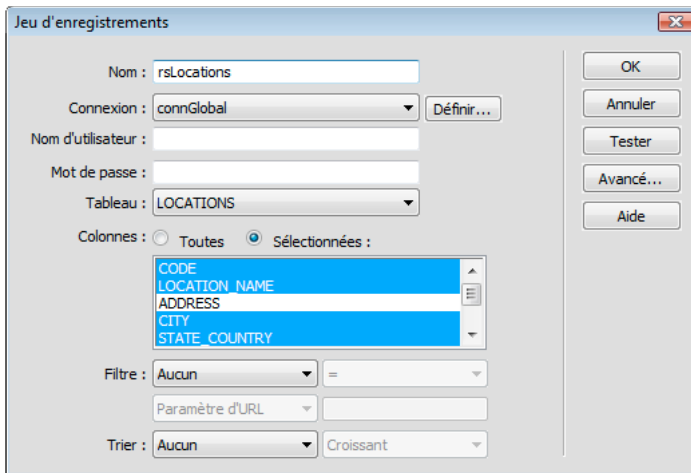 Jeu d'enregistrements
Nom : rsLocations
OK
Connexion : connGlobal Définir...
Annuler
Nom d'utilisateur :
Tester
Mot de passe :
Avancé...
Tableau : LOCATIONS
Aide
Colonnes : Toutes Sélectionnées :
CODE
LOCATION_NAME
ADDRESS
CITY
STATE_COUNTRY
Filtre : Aucun =
Paramètre d'URL
Trier : Aucun Croissant